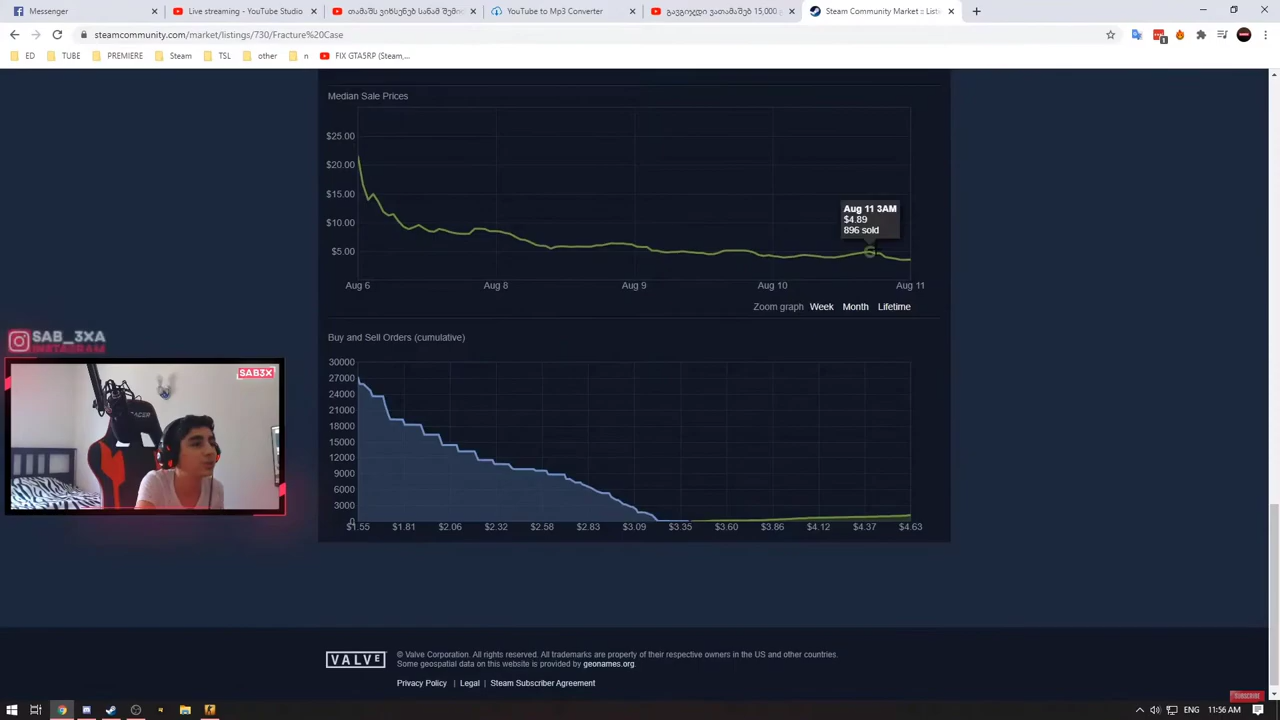 Messenger
Live streaming - YouTube Studio
YouTube to Mp3 Converter
Steam Community Market :: Listi
steamcommunity.com/market/listings/730/Fracture%20Case
ED
TUBE
PREMIERE
Steam
TSL
other
n
FIX GTA5RP (Steam,...
Median Sale Prices
$25.00
$20.00
$15.00
$10.00
$5.00
Aug 11 3AM
$4.89
896 sold
Aug 6
Aug 8
Aug 9
Aug 10
Aug 11
Zoom graph Week Month Lifetime
SAB_3XA
INSTAGRAM
SAB3X
ACER
Buy and Sell Orders (cumulative)
30000
27000
24000
21000
18000
15000
12000
9000
6000
3000
0
$1.55
$1.81
$2.06
$2.32
$2.58
$2.83
$3.09
$3.35
$3.60
$3.86
$4.12
$4.37
$4.63
VALVE
© Valve Corporation. All rights reserved. All trademarks are property of their respective owners in the US and other countries.
Some geospatial data on this website is provided by geonames.org.
Privacy Policy | Legal | Steam Subscriber Agreement
SUBSCRIBE
ENG
11:56 AM